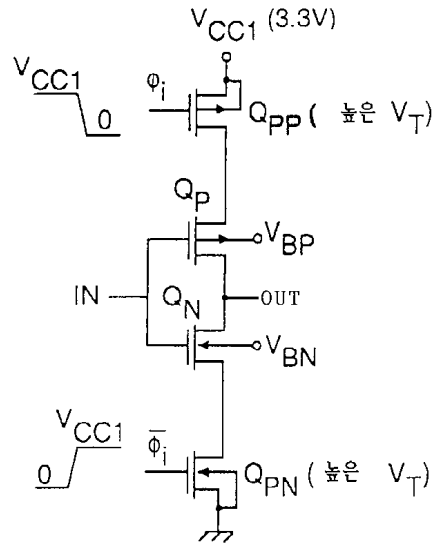 VCC1 (3.3V)
VCC1
0
φi
QPP ( 높은 VT)
QP
VBP
IN
QN
OUT
VBN
VCC1
0
φ̅i
QPN ( 높은 VT)